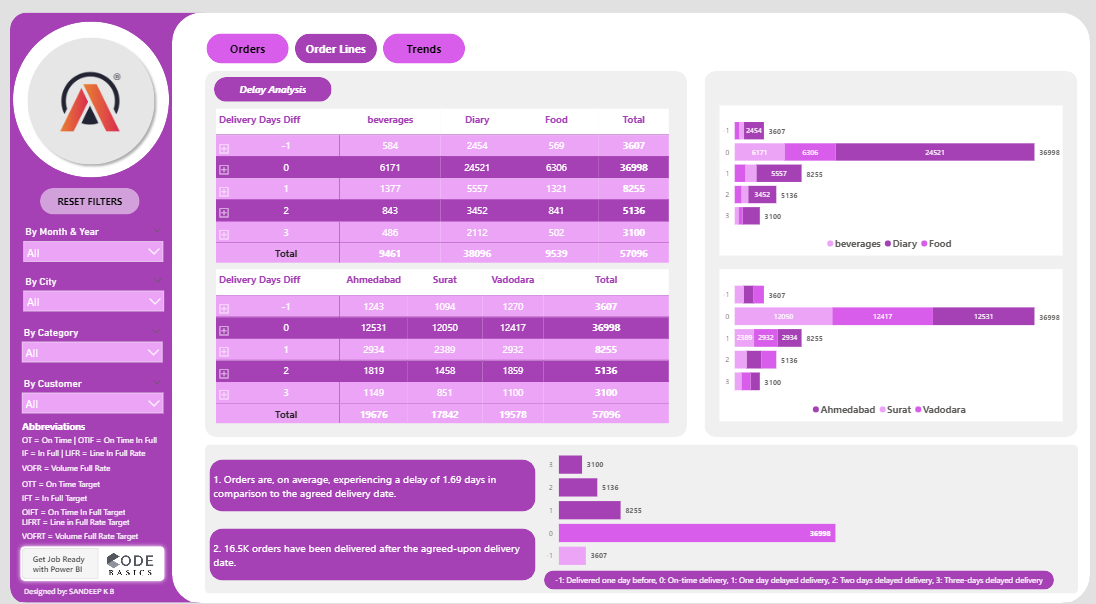 Orders Order Lines Trends
®
RESET FILTERS
By Month & Year
All
By City
All
By Category
All
By Customer
All
Abbreviations
OT = On Time | OTIF = On Time In Full
IF = In Full | LIFR = Line In Full Rate
VOFR = Volume Full Rate
OTT = On Time Target
IFT = In Full Target
OIFT = On Time In Full Target
LIFRT = Line in Full Rate Target
VOFRT = Volume Full Rate Target
Get Job Ready
with Power BI
CODE
BASICS
Designed by: SANDEEP K B
Delay Analysis
Delivery Days Diff beverages Diary Food Total
-1 584 2454 569 3607
0 6171 24521 6306 36998
1 1377 5557 1321 8255
2 843 3452 841 5136
3 486 2112 502 3100
Total 9461 38096 9539 57096
Delivery Days Diff Ahmedabad Surat Vadodara Total
-1 1243 1094 1270 3607
0 12531 12050 12417 36998
1 2934 2389 2932 8255
2 1819 1458 1859 5136
3 1149 851 1100 3100
Total 19676 17842 19578 57096
-1 2454 3607
0 6171 6306 24521 36998
1 5557 8255
2 3452 5136
3 3100
beverages Diary Food
-1 3607
0 12050 12417 12531 36998
1 2389 2932 2934 8255
2 5136
3 3100
Ahmedabad Surat Vadodara
1. Orders are, on average, experiencing a delay of 1.69 days in
comparison to the agreed delivery date.
2. 16.5K orders have been delivered after the agreed-upon delivery
date.
3 3100
2 5136
1 8255
0 36998
-1 3607
-1: Delivered one day before, 0: On-time delivery, 1: One day delayed delivery, 2: Two days delayed delivery, 3: Three-days delayed delivery